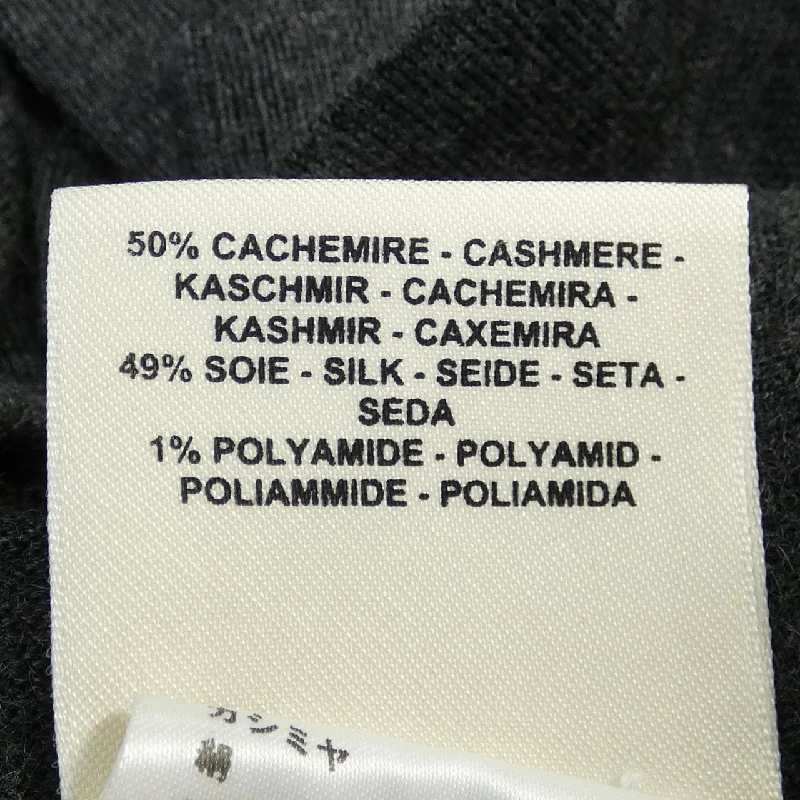 50% CACHEMIRE - CASHMERE -
KASCHMIR - CACHEMIRA -
KASHMIR - CAXEMIRA
49% SOIE - SILK - SEIDE - SETA -
SEDA
1% POLYAMIDE - POLYAMID -
POLIAMMIDE - POLIAMIDA
カシミヤ